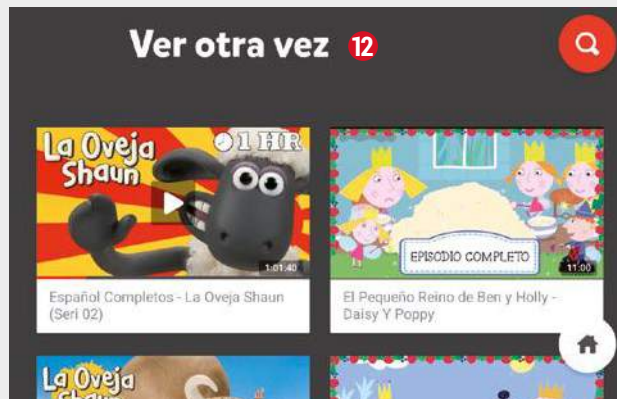 Ver otra vez 12
La Oveja
Shaun
1 HR
1:01:40
EPISODIO COMPLETO
11:00
Español Completos - La Oveja Shaun
(Seri 02)
El Pequeño Reino de Ben y Holly -
Daisy Y Poppy
La Oveja
Shaun